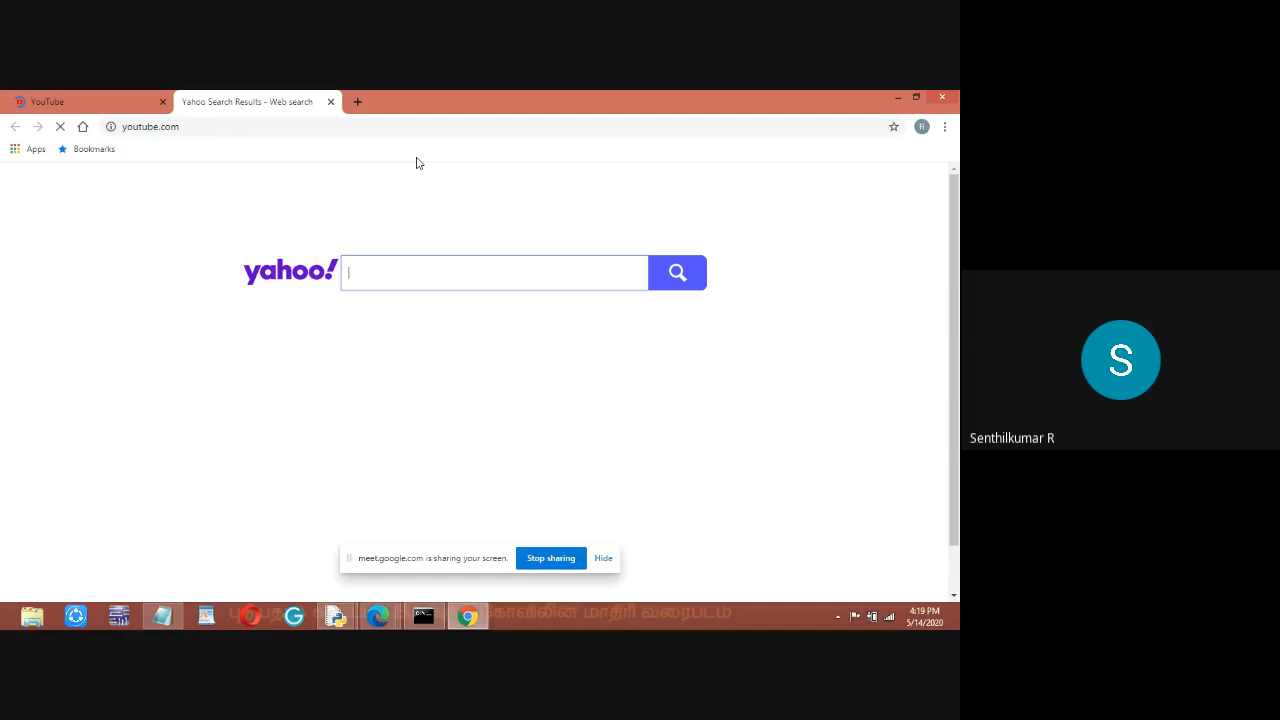 YouTube
Yahoo Search Results - Web search
youtube.com
R
Apps
Bookmarks
yahoo!
S
Senthilkumar R
meet.google.com is sharing your screen.
Stop sharing
Hide
மாதிரி வரைபடம்
4:19 PM
5/14/2020